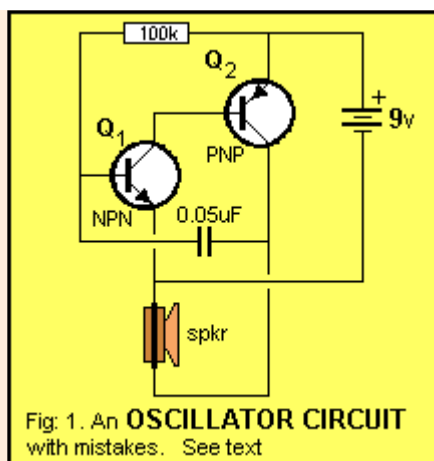 100k
Q2
+
Q1
9v
PNP
NPN
0.05uF
spkr
Fig: 1. An OSCILLATOR CIRCUIT
with mistakes. See text